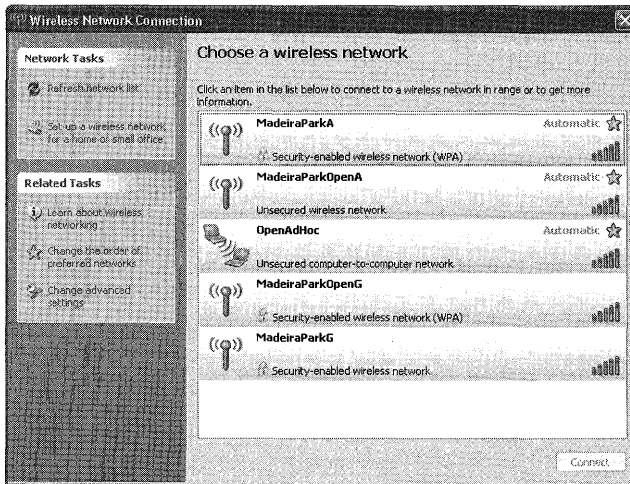 Wireless Network Connection
Network Tasks
Refresh network list
Set up a wireless network
for a home or small office
Related Tasks
Learn about wireless
networking
Change the order of
preferred networks
Change advanced
settings
Choose a wireless network
Click an item in the list below to connect to a wireless network in range or to get more
information.
MadeiraParkA
Automatic
Security-enabled wireless network (WPA)
MadeiraParkOpenA
Automatic
Unsecured wireless network
OpenAdHoc
Automatic
Unsecured computer-to-computer network
MadeiraParkOpenG
Security-enabled wireless network (WPA)
MadeiraParkG
Security-enabled wireless network
Connect